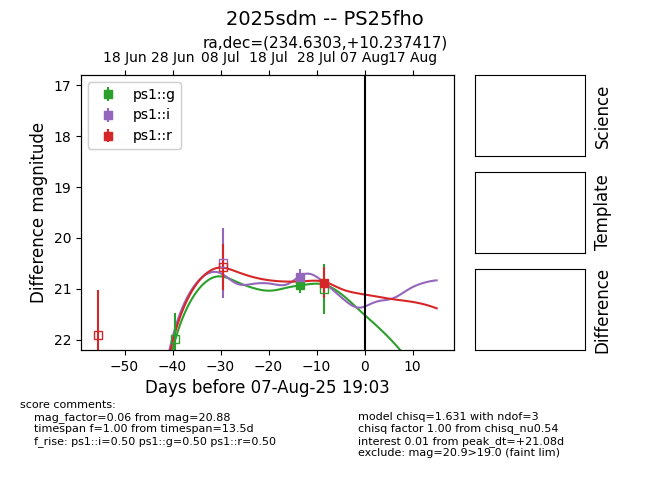 2025sdm -- PS25fho
ra,dec=(234.6303,+10.237417)
18 Jun 28 Jun 08 Jul 18 Jul 28 Jul 07 Aug 17 Aug
ps1::g
ps1::i
ps1::r
17
18
19
20
21
22
Difference magnitude
−50 −40 −30 −20 −10 0 10
Days before 07-Aug-25 19:03
Science
Template
Difference
score comments:
mag_factor=0.06 from mag=20.88
timespan f=1.00 from timespan=13.5d
f_rise: ps1::i=0.50 ps1::g=0.50 ps1::r=0.50
model chisq=1.631 with ndof=3
chisq factor 1.00 from chisq_nu0.54
interest 0.01 from peak_dt=+21.08d
exclude: mag=20.9>19.0 (faint lim)